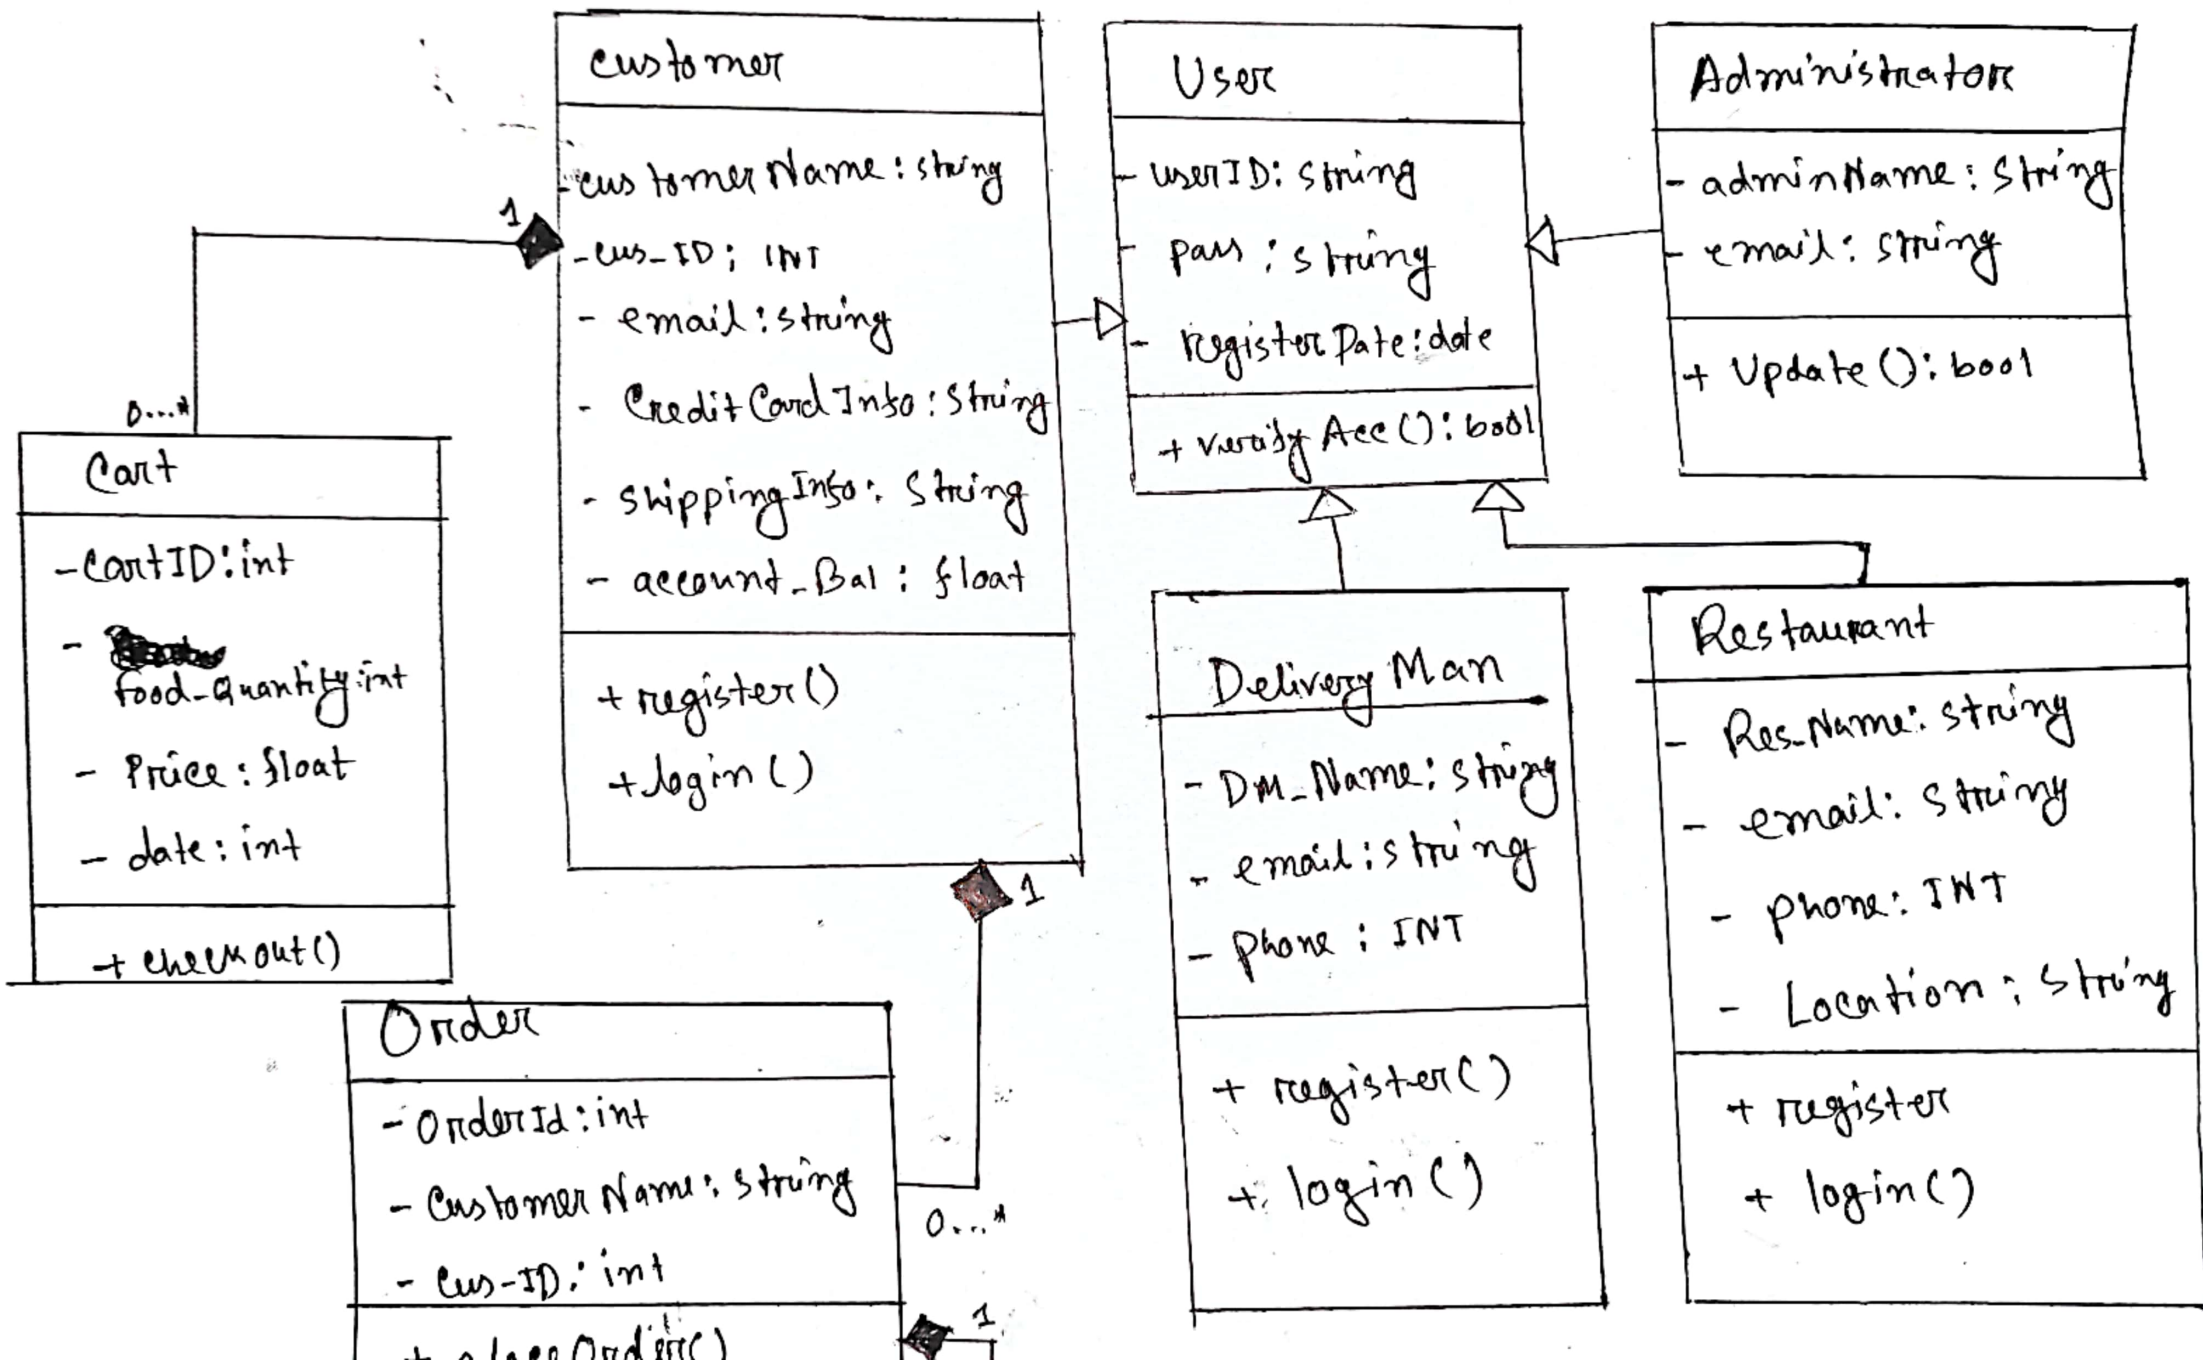 Customer
- customerName : string
- cus_ID : INT
- email : string
- CreditCardInfo : String
- shippingInfo : String
- account_Bal : float
+ register()
+ login()
User
- userID : string
- pass : string
- registerDate : date
+ verifyAcc() : bool
Administrator
- adminName : String
- email : string
+ Update() : bool
1
0...*
Cart
- CartID : int
-
food_quantity : int
- Price : float
- date : int
+ checkout()
Delivery Man
- Dm_Name : string
- email : string
- phone : INT
+ register()
+ login()
Restaurant
- Res_Name : string
- email : string
- phone : INT
- Location : string
+ register
+ login()
1
0...*
Order
- OrderId : int
- CustomerName : string
- Cus-ID : int
+ placeOrder()
1